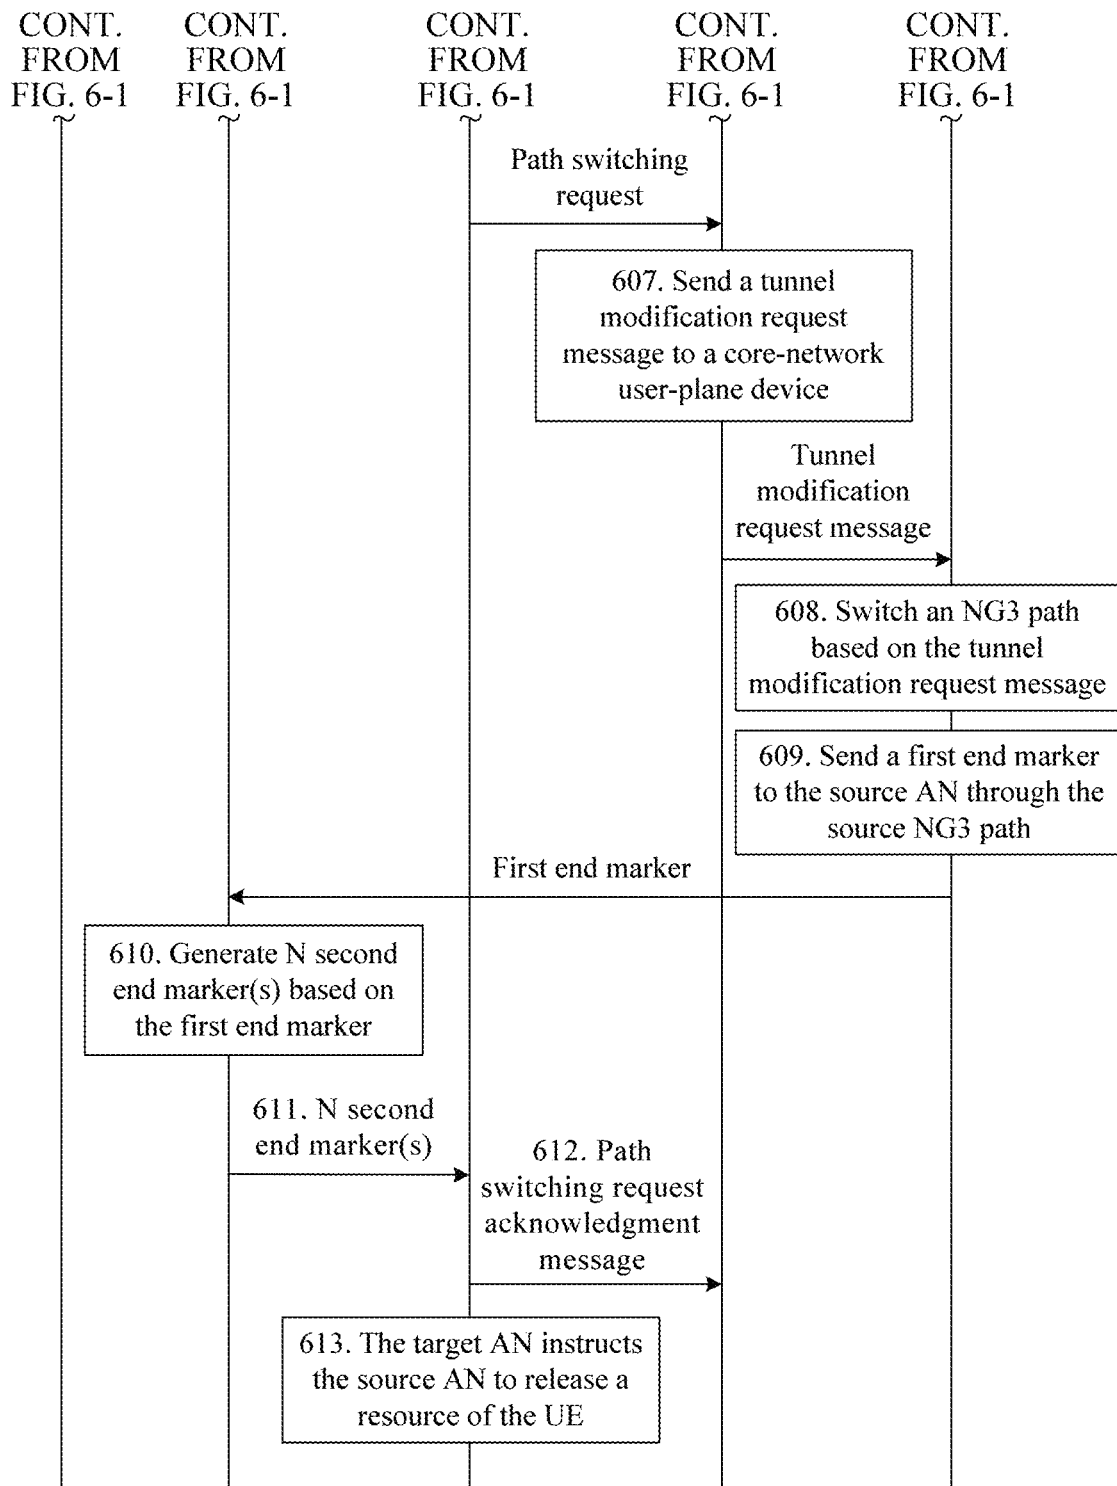 CONT.
FROM
FIG. 6-1
CONT.
FROM
FIG. 6-1
CONT.
FROM
FIG. 6-1
CONT.
FROM
FIG. 6-1
CONT.
FROM
FIG. 6-1
Path switching
request
607. Send a tunnel
modification request
message to a core-network
user-plane device
Tunnel
modification
request message
608. Switch an NG3 path
based on the tunnel
modification request message
609. Send a first end marker
to the source AN through the
source NG3 path
First end marker
610. Generate N second
end marker(s) based on
the first end marker
611. N second
end marker(s)
612. Path
switching request
acknowledgment
message
613. The target AN instructs
the source AN to release a
resource of the UE